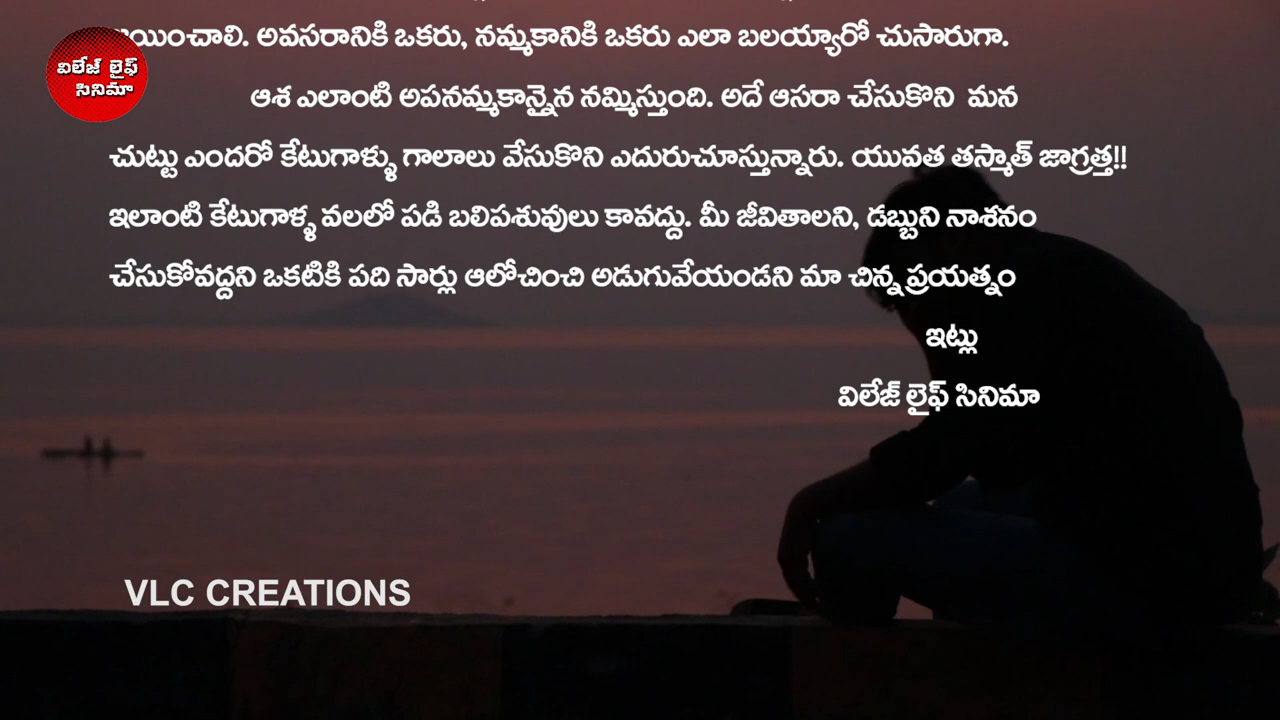 యించాలి. అవసరానికి ఒకరు, నమ్మకానికి ఒకరు ఎలా బలయ్యారో చుసారుగా.
విలేజ్ లైఫ్
సినిమా
ఆశ ఎలాంటి అపనమ్మకాన్నైన నమ్మిస్తుంది. అదే ఆసరా చేసుకొని మన
చుట్టు ఎందరో కేటుగాళ్ళు గాలాలు వేసుకొని ఎదురుచూస్తున్నారు. యువత తస్మాత్ జాగ్రత్త!!
ఇలాంటి కేటుగాళ్ళ వలలో పడి బలిపశువులు కావద్దు. మీ జీవితాలని, డబ్బుని నాశనం
చేసుకోవద్దని ఒకటికి పది సార్లు ఆలోచించి అడుగువేయండని మా చిన్న ప్రయత్నం
ఇట్లు
విలేజ్ లైఫ్ సినిమా
VLC CREATIONS